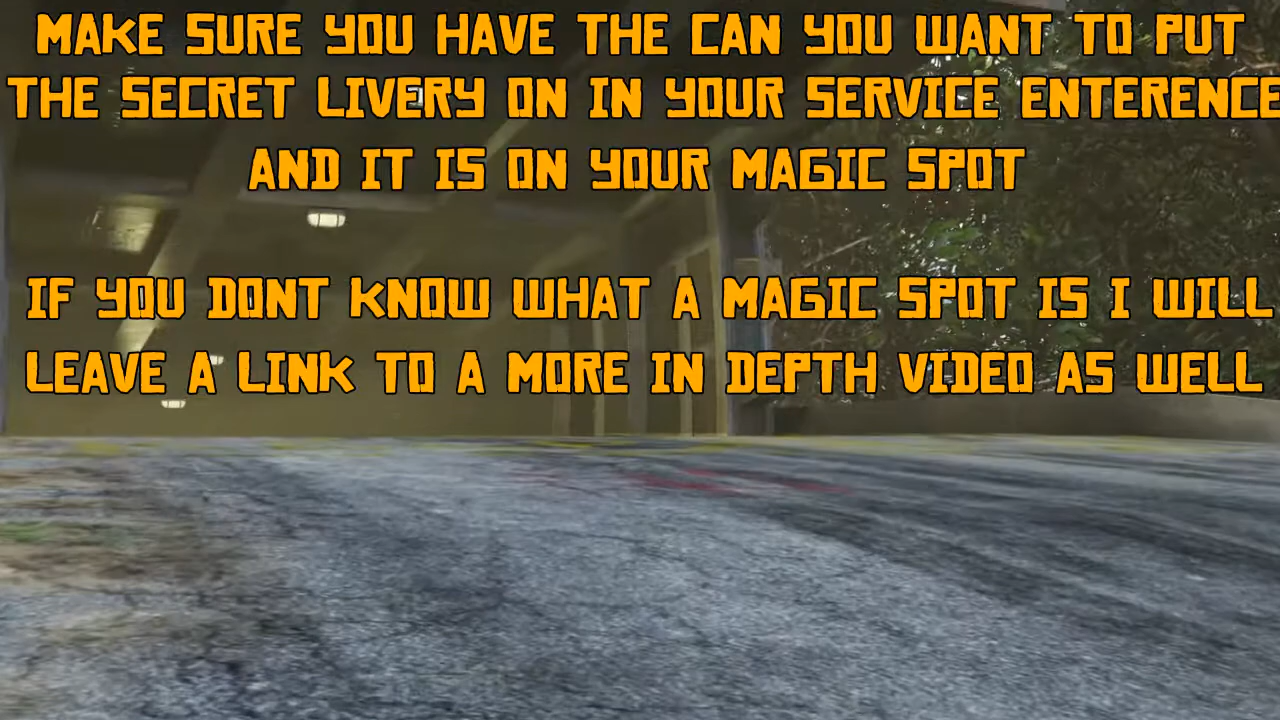 MAKE SURE YOU HAVE THE CAN YOU WANT TO PUT
THE SECRET LIVERY ON IN YOUR SERVICE ENTERENCE
AND IT IS ON YOUR MAGIC SPOT
IF YOU DONT KNOW WHAT A MAGIC SPOT IS I WILL
LEAVE A LINK TO A MORE IN DEPTH VIDEO AS WELL